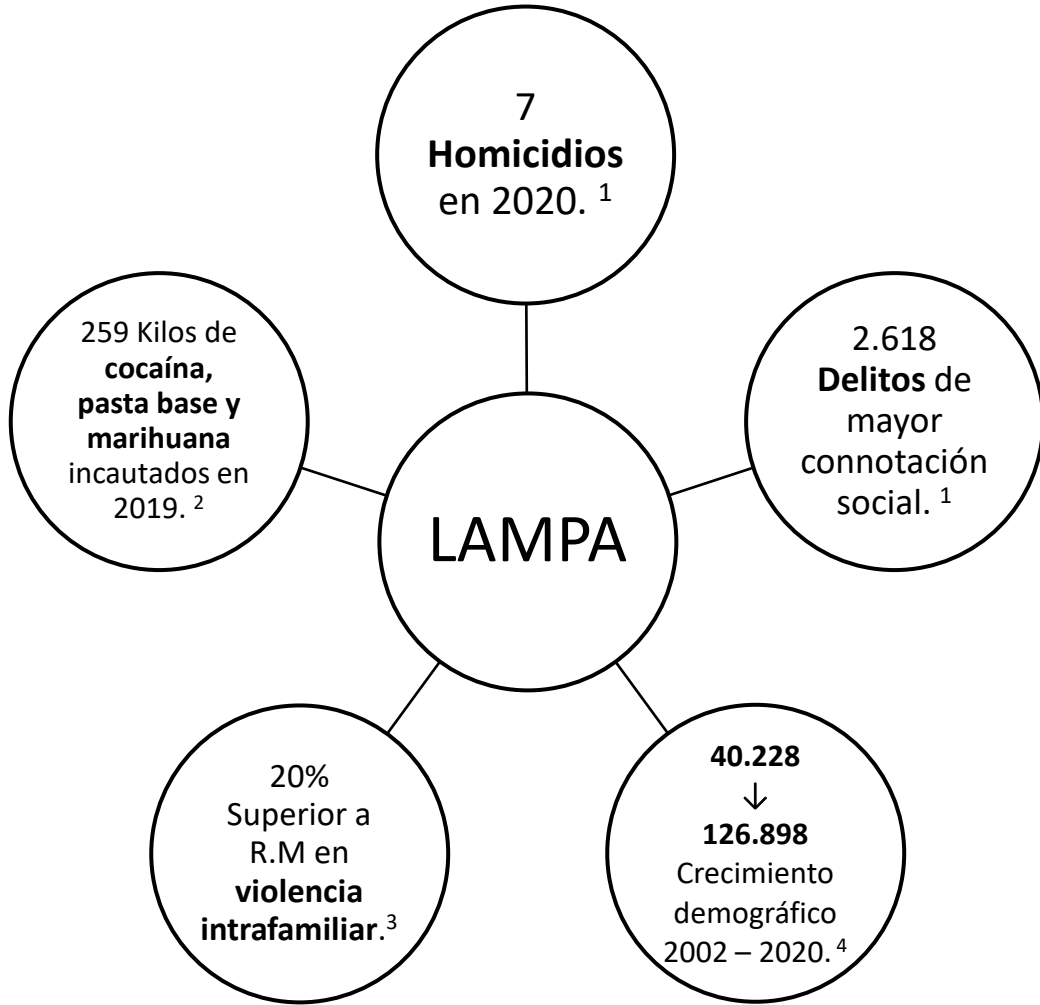 7
Homicidios
en 2020. 1
259 Kilos de
cocaína,
pasta base y
marihuana
incautados en
2019. 2
2.618
Delitos de
mayor
connotación
social. 1
LAMPA
20%
Superior a
R.M en
violencia
intrafamiliar.3
40.228
↓
126.898
Crecimiento
demográfico
2002 – 2020. 4